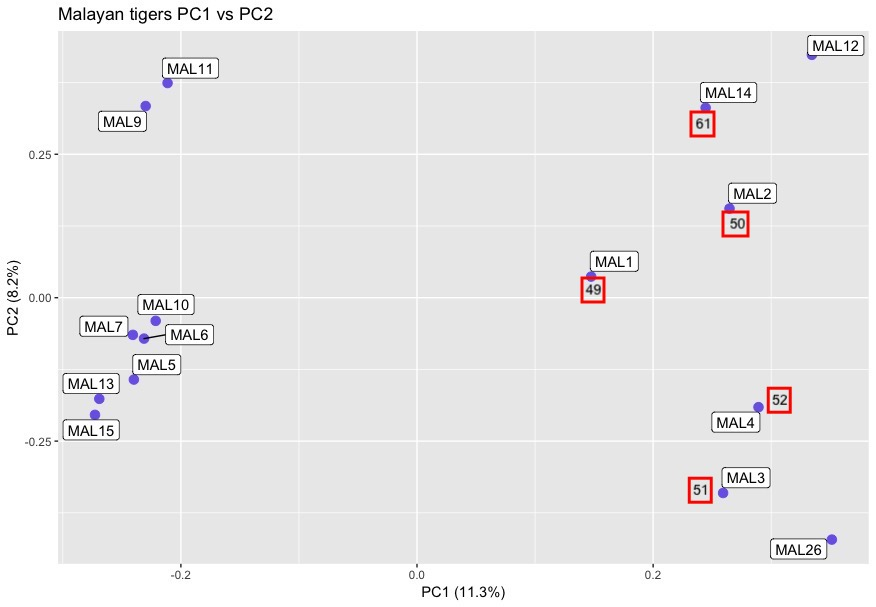 Malayan tigers PC1 vs PC2
MAL12
MAL11
MAL14
MAL9
61
0.25
MAL2
50
MAL1
49
0.00
MAL10
MAL7
MAL6
MAL5
MAL13
52
MAL4
MAL15
-0.25
MAL3
51
MAL26
-0.2
0.0
0.2
PC1 (11.3%)
PC2 (8.2%)